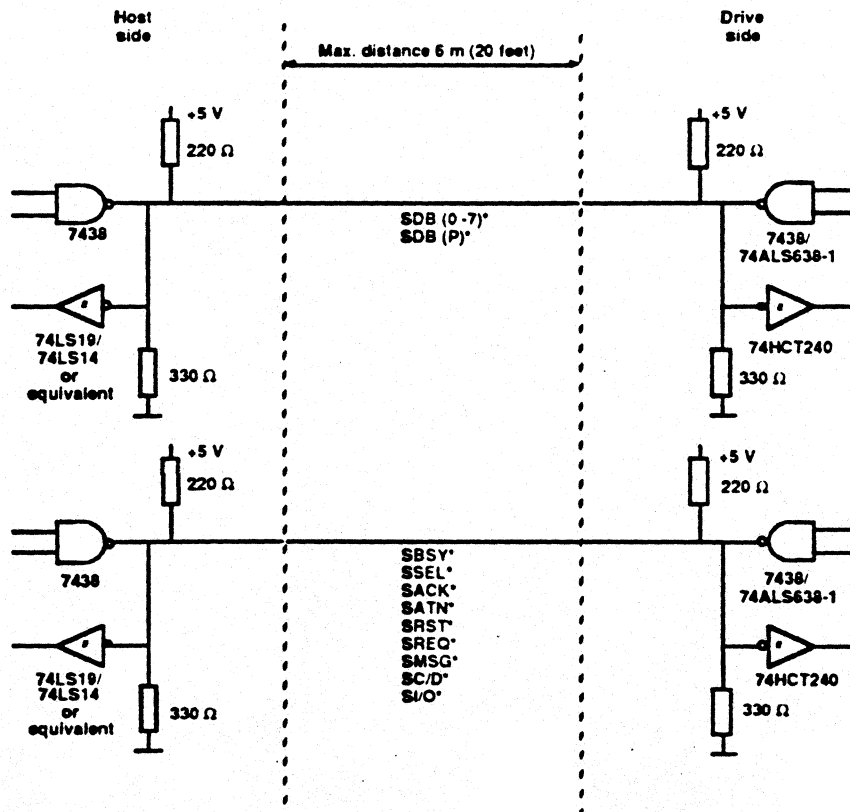 Host side
Drive side
Max. distance 6 m (20 feet)
+5 V
220 Ω
+5 V
220 Ω
7438
SDB (0 -7)*
SDB (P)*
7438/
74ALS638-1
74LS19/
74LS14
or
equivalent
330 Ω
74HCT240
330 Ω
+5 V
220 Ω
+5 V
220 Ω
7438
SBSY*
SSEL*
SACK*
SATN*
SRST*
SREQ*
SMSG*
SC/D*
SI/O*
7438/
74ALS638-1
74LS19/
74LS14
or
equivalent
330 Ω
74HCT240
330 Ω